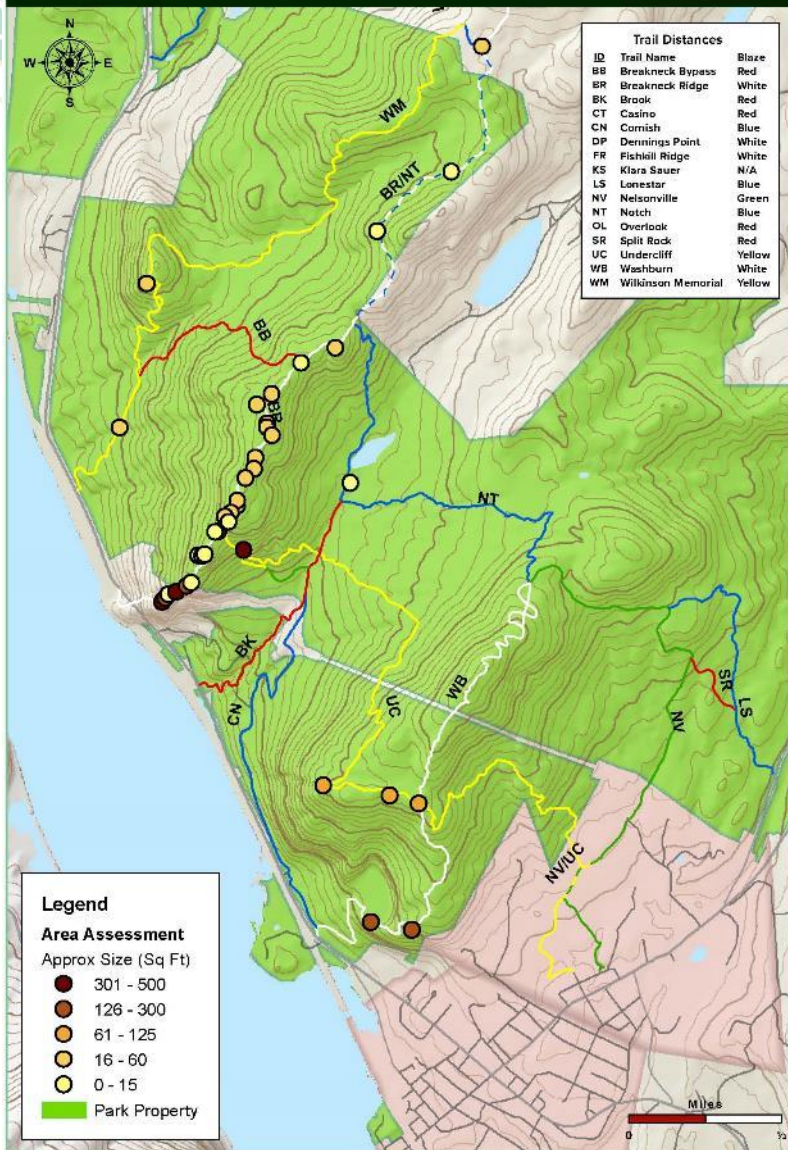 N
W E
S
Trail Distances
ID Trail Name Blaze
BB Breakneck Bypass Red
BR Breakneck Ridge White
BK Brook Red
CT Casino Red
CN Cornish Blue
DP Dennings Point White
FR Fishkill Ridge White
KS Klara Sauer N/A
LS Lonestar Blue
NV Nelsonville Green
NT Notch Blue
OL Overlook Red
SR Split Rock Red
UC Undercliff Yellow
WB Washburn White
WM Wilkinson Memorial Yellow
WM
BR/NT
BB
BR
NT
BK
CN
UC
WB
SR
LS
NV
NV/UC
Legend
Area Assessment
Approx Size (Sq Ft)
301 - 500
126 - 300
61 - 125
16 - 60
0 - 15
Park Property
Miles
0 ½